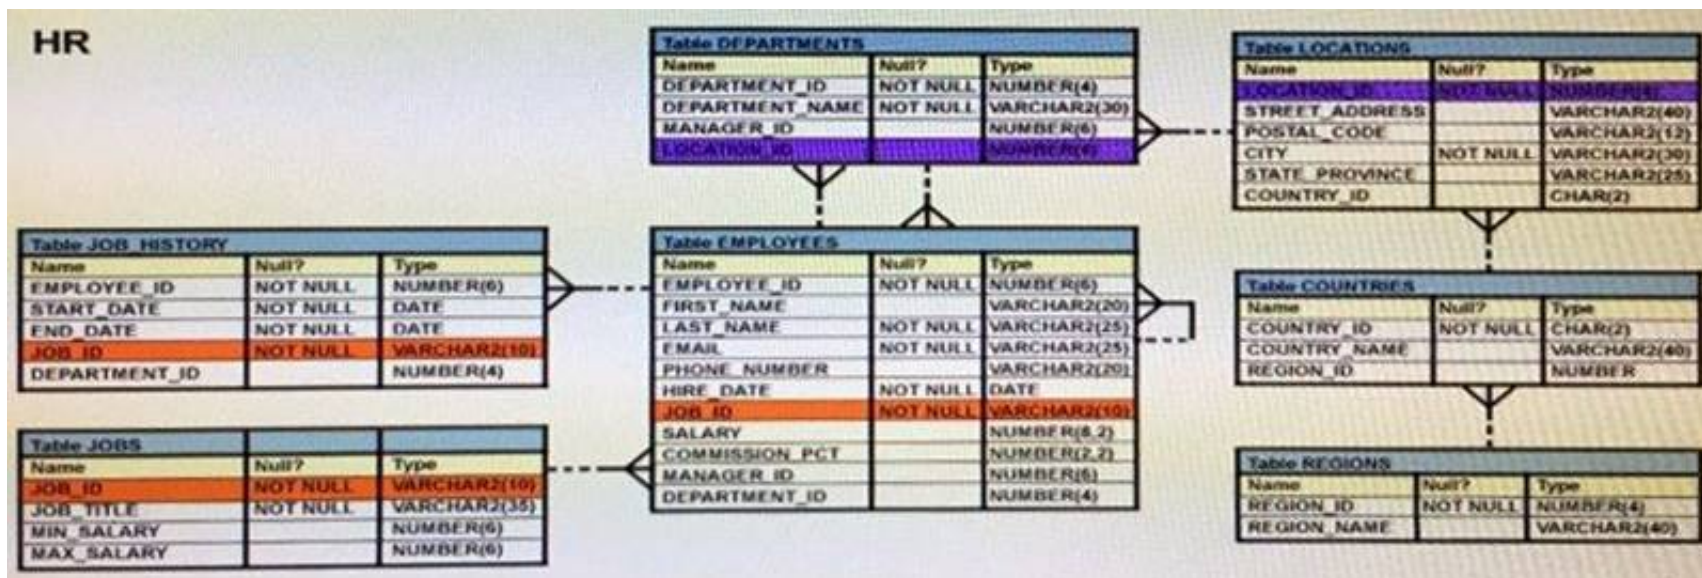 HR
Table DEPARTMENTS
Name Null? Type
DEPARTMENT_ID NOT NULL NUMBER(4)
DEPARTMENT_NAME NOT NULL VARCHAR2(30)
MANAGER_ID NUMBER(6)
LOCATION_ID NUMBER(4)
Table LOCATIONS
Name Null? Type
LOCATION_ID NOT NULL NUMBER(4)
STREET_ADDRESS VARCHAR2(40)
POSTAL_CODE VARCHAR2(12)
CITY NOT NULL VARCHAR2(30)
STATE_PROVINCE VARCHAR2(25)
COUNTRY_ID CHAR(2)
Table JOB_HISTORY
Name Null? Type
EMPLOYEE_ID NOT NULL NUMBER(6)
START_DATE NOT NULL DATE
END_DATE NOT NULL DATE
JOB_ID NOT NULL VARCHAR2(10)
DEPARTMENT_ID NUMBER(4)
Table EMPLOYEES
Name Null? Type
EMPLOYEE_ID NOT NULL NUMBER(6)
FIRST_NAME VARCHAR2(20)
LAST_NAME NOT NULL VARCHAR2(25)
EMAIL NOT NULL VARCHAR2(25)
PHONE_NUMBER VARCHAR2(20)
HIRE_DATE NOT NULL DATE
JOB_ID NOT NULL VARCHAR2(10)
SALARY NUMBER(8,2)
COMMISSION_PCT NUMBER(2,2)
MANAGER_ID NUMBER(6)
DEPARTMENT_ID NUMBER(4)
Table COUNTRIES
Name Null? Type
COUNTRY_ID NOT NULL CHAR(2)
COUNTRY_NAME VARCHAR2(40)
REGION_ID NUMBER
Table JOBS
Name Null? Type
JOB_ID NOT NULL VARCHAR2(10)
JOB_TITLE NOT NULL VARCHAR2(35)
MIN_SALARY NUMBER(6)
MAX_SALARY NUMBER(6)
Table REGIONS
Name Null? Type
REGION_ID NOT NULL NUMBER(4)
REGION_NAME VARCHAR2(40)